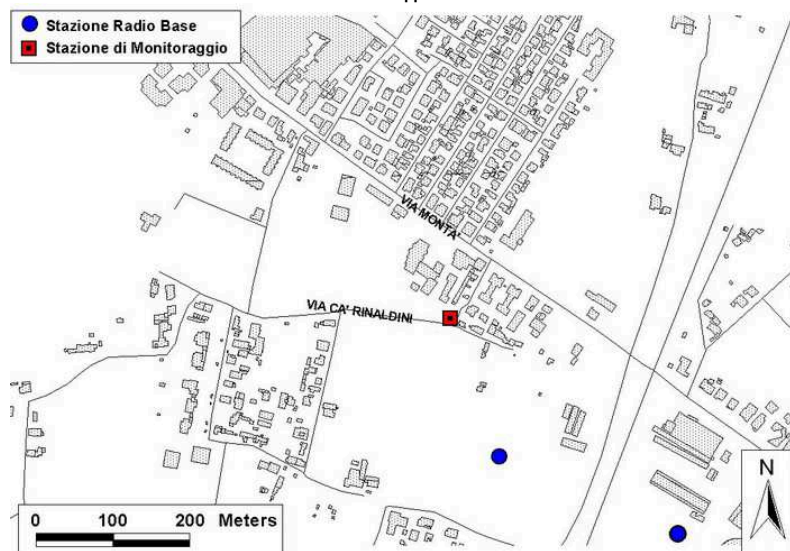 Stazione Radio Base
Stazione di Monitoraggio
VIA MONTA'
VIA CA' RINALDINI
N
0 100 200 Meters